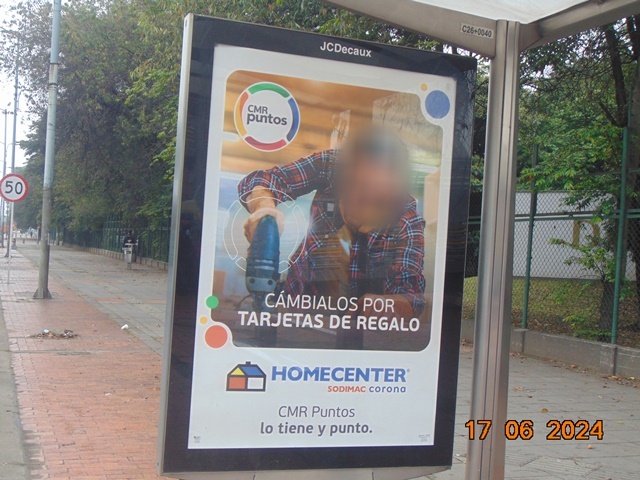 C26+0040
JCDecaux
CMR
puntos
50
CÁMBIALOS POR
TARJETAS DE REGALO
HOMECENTER
SODIMAC corona
CMR Puntos
lo tiene y punto.
17 06 2024